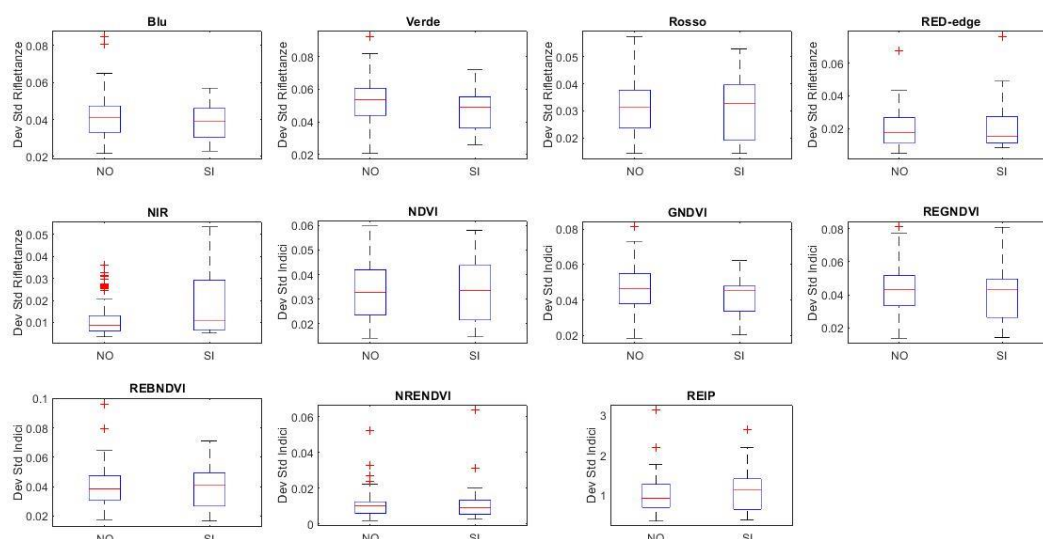 Blu
Dev Std Riflettanze
0.08
0.06
0.04
0.02
NO SI
Verde
Dev Std Riflettanze
0.08
0.06
0.04
0.02
NO SI
Rosso
Dev Std Riflettanze
0.05
0.04
0.03
0.02
NO SI
RED-edge
Dev Std Riflettanze
0.06
0.04
0.02
NO SI
NIR
Dev Std Riflettanze
0.05
0.04
0.03
0.02
0.01
NO SI
NDVI
Dev Std Indici
0.06
0.05
0.04
0.03
0.02
NO SI
GNDVI
Dev Std Indici
0.08
0.06
0.04
0.02
NO SI
REGNDVI
Dev Std Indici
0.08
0.06
0.04
0.02
NO SI
REBNDVI
Dev Std Indici
0.1
0.08
0.06
0.04
0.02
NO SI
NRENDVI
Dev Std Indici
0.06
0.04
0.02
0
NO SI
REIP
Dev Std Indici
3
2
1
NO SI